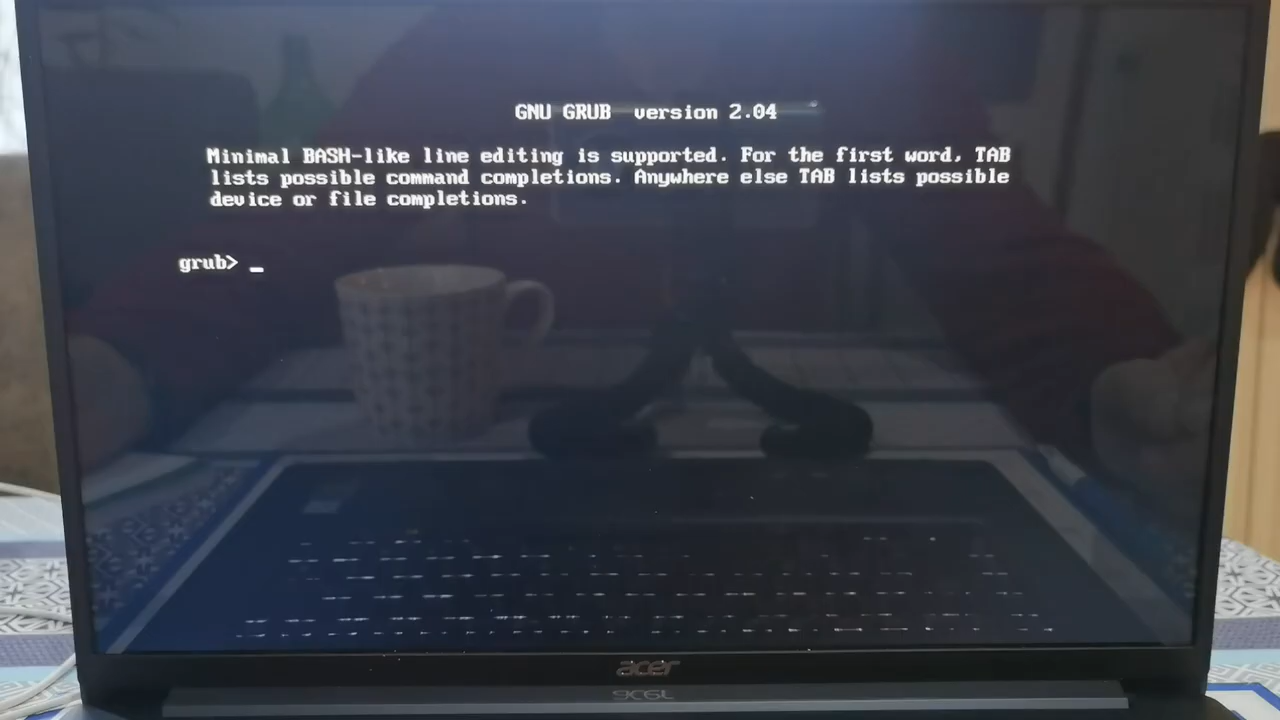 GNU GRUB version 2.04
Minimal BASH-like line editing is supported. For the first word, TAB
lists possible command completions. Anywhere else TAB lists possible
device or file completions.
grub> _
acer